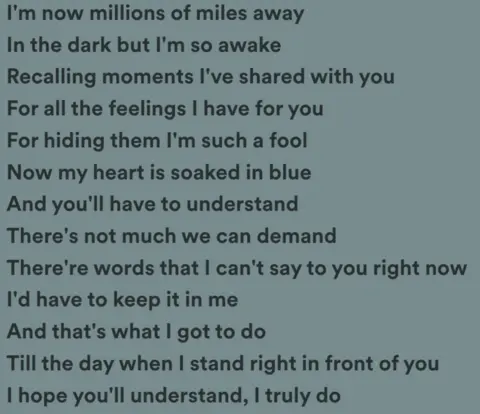 I'm now millions of miles away
In the dark but I'm so awake
Recalling moments I've shared with you
For all the feelings I have for you
For hiding them I'm such a fool
Now my heart is soaked in blue
And you'll have to understand
There's not much we can demand
There're words that I can't say to you right now
I'd have to keep it in me
And that's what I got to do
Till the day when I stand right in front of you
I hope you'll understand, I truly do